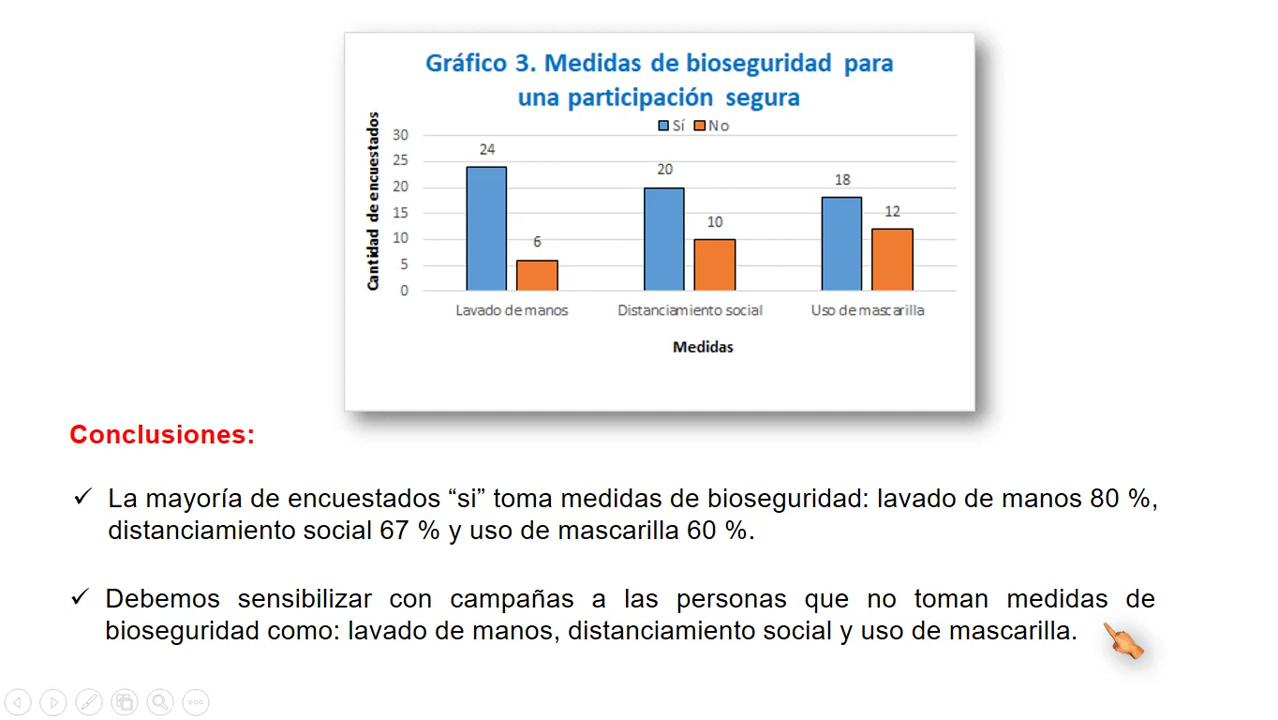 Gráfico 3. Medidas de bioseguridad para
una participación segura
Sí No
Cantidad de encuestados
30
25
20
15
10
5
0
24
6
20
10
18
12
Lavado de manos
Distanciamiento social
Uso de mascarilla
Medidas
Conclusiones:
✓ La mayoría de encuestados “si” toma medidas de bioseguridad: lavado de manos 80 %,
distanciamiento social 67 % y uso de mascarilla 60 %.
✓ Debemos sensibilizar con campañas a las personas que no toman medidas de
bioseguridad como: lavado de manos, distanciamiento social y uso de mascarilla.